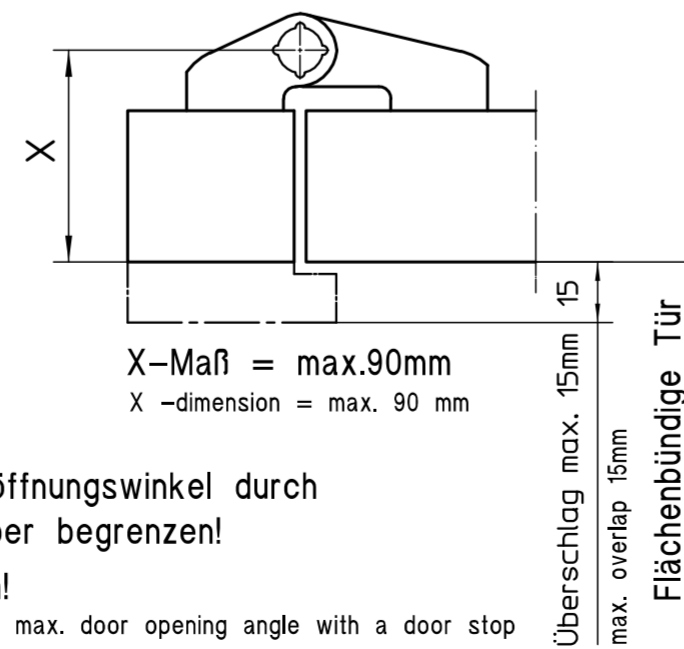 X
X-Maß = max.90mm
X -dimension = max. 90 mm
öffnungswinkel durch
begrenzen!
max. door opening angle with a door stop
15
Überschlag max. 15mm
max. overlap 15mm
Flächenbündige Tür